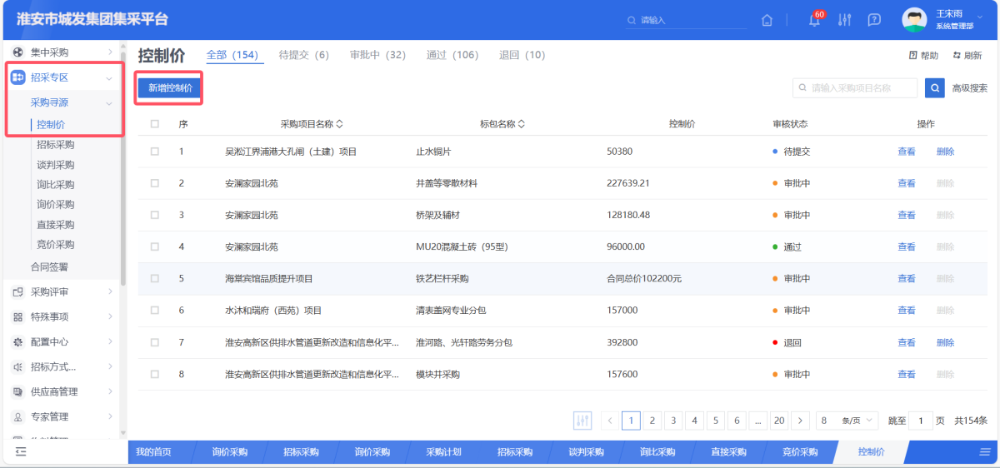 淮安市城发集团集采平台
请输入
60
王宋雨
系统管理部
集中采购
招采专区
采购寻源
控制价
招标采购
谈判采购
询比采购
询价采购
直接采购
竞价采购
合同签署
采购评审
特殊事项
配置中心
招标方式...
供应商管理
专家管理
控制价
全部（154）
待提交（6）
审批中（32）
通过（106）
退回（10）
帮助
刷新
新增控制价
请输入采购项目名称
高级搜索
序 采购项目名称 标包名称 控制价 审核状态 操作
1 吴淞江界浦港大孔闸（土建）项目 止水铜片 50380 待提交 查看 删除
2 安澜家园北苑 井盖等零散材料 227639.21 审批中 查看 删除
3 安澜家园北苑 桥架及辅材 128180.48 审批中 查看 删除
4 安澜家园北苑 MU20混凝土砖（95型） 96000.00 通过 查看 删除
5 海棠宾馆品质提升项目 铁艺栏杆采购 合同总价102200元 审批中 查看 删除
6 水沐和瑞府（西苑）项目 清表盖网专业分包 157000 审批中 查看 删除
7 淮安高新区供排水管道更新改造和信息化平... 淮河路、光轩路劳务分包 392800 退回 查看 删除
8 淮安高新区供排水管道更新改造和信息化平... 模块井采购 157600 审批中 查看 删除
1 2 3 4 5 6 ... 20 8 条/页 跳至 1 页 共154条
我的首页 询价采购 招标采购 询价采购 采购计划 招标采购 谈判采购 询比采购 直接采购 竞价采购 控制价